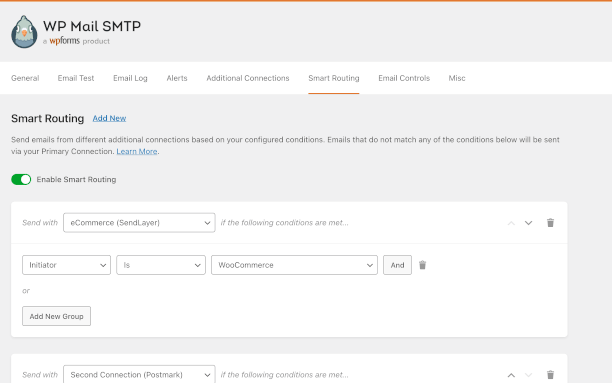 WP Mail SMTP
a wpforms product
General Email Test Email Log Alerts Additional Connections Smart Routing Email Controls Misc
Smart Routing Add New
Send emails from different additional connections based on your configured conditions. Emails that do not match any of the conditions below will be sent
via your Primary Connection. Learn More.
Enable Smart Routing
Send with eCommerce (SendLayer) if the following conditions are met...
Initiator Is WooCommerce And
or
Add New Group
Send with Second Connection (Postmark) if the following conditions are met...